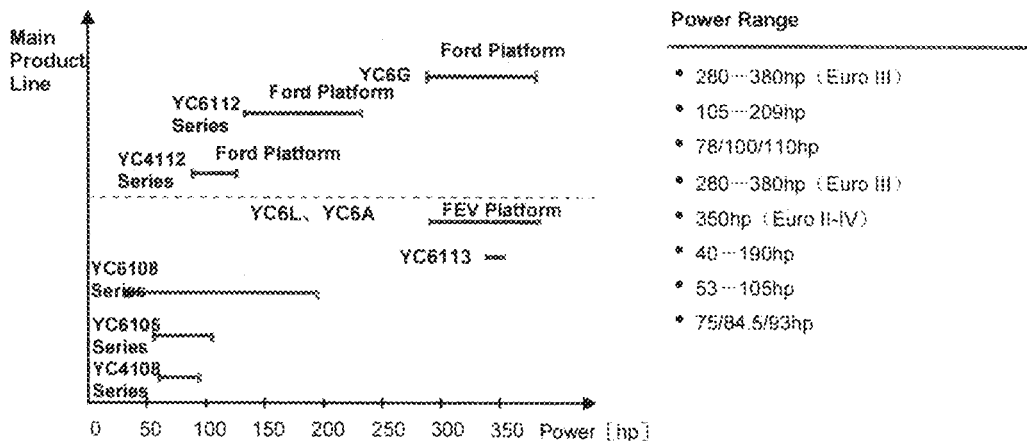 Main
Product
Line
Ford Platform
YC6G
Ford Platform
YC6112
Series
YC4112
Series
Ford Platform
YC6L、YC6A
FEV Platform
YC6113
YC6108
Series
YC6105
Series
YC4108
Series
0 50 100 150 200 250 300 350 Power [hp]
Power Range
• 280···380hp（Euro III）
• 105···209hp
• 78/100/110hp
• 280···380hp（Euro III）
• 350hp（Euro II-IV）
• 40···190hp
• 53···105hp
• 75/84.5/93hp